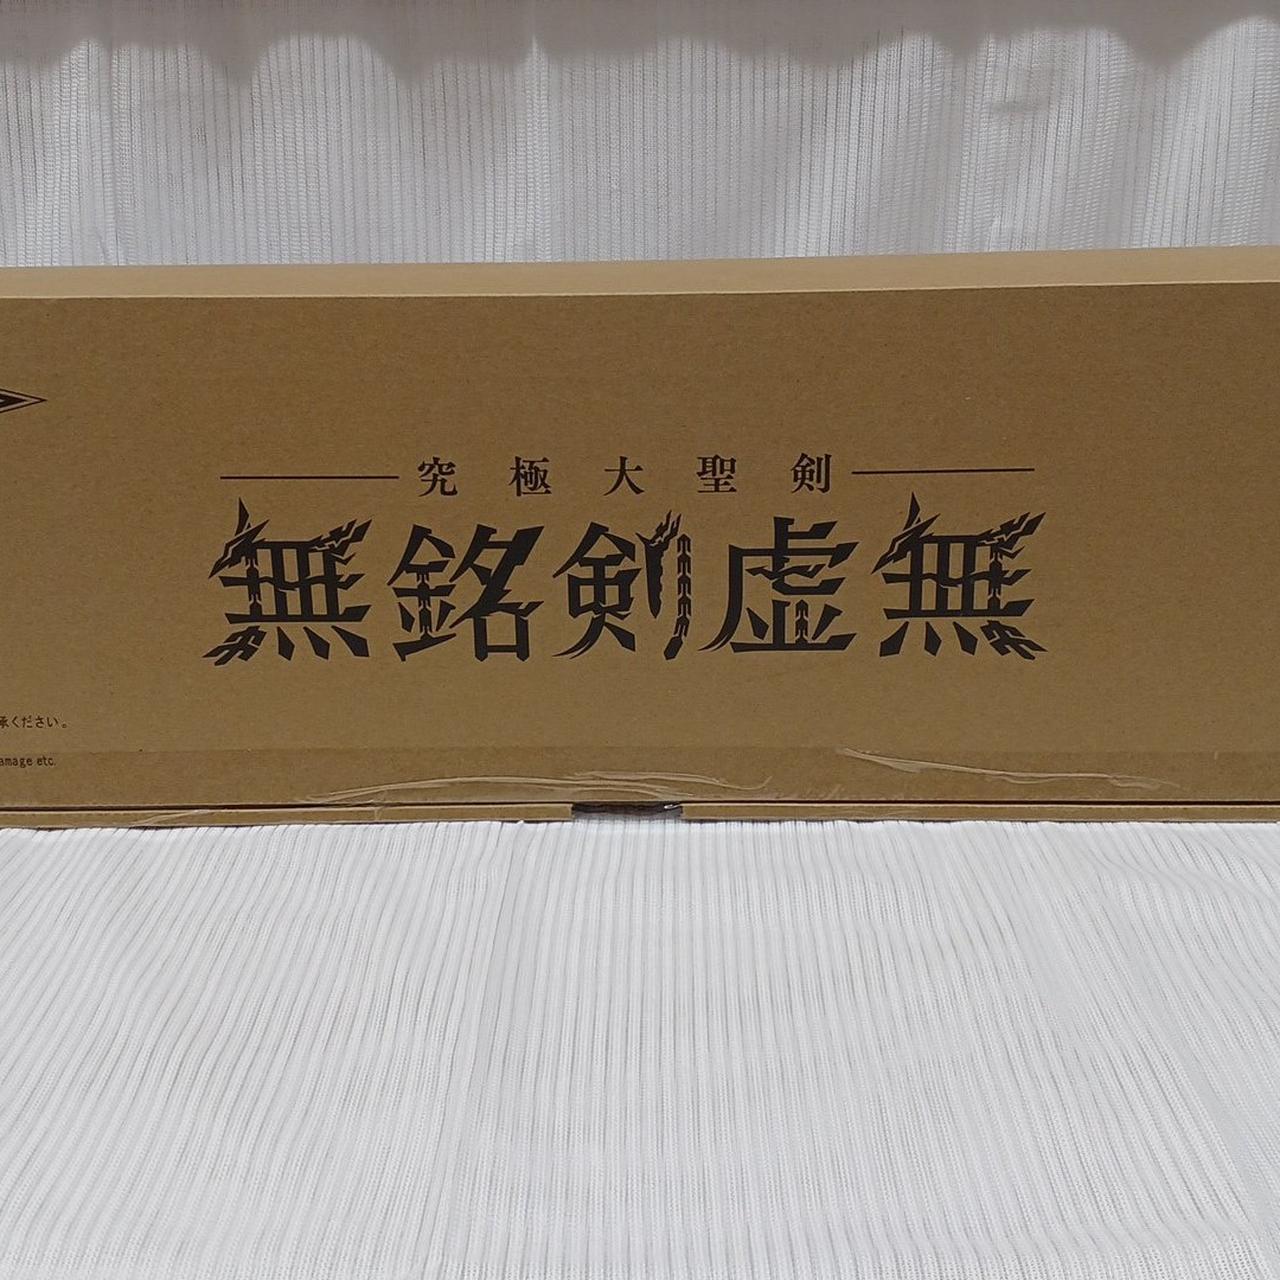 究極大聖剣
無銘剣虚無
承ください。
amage etc.